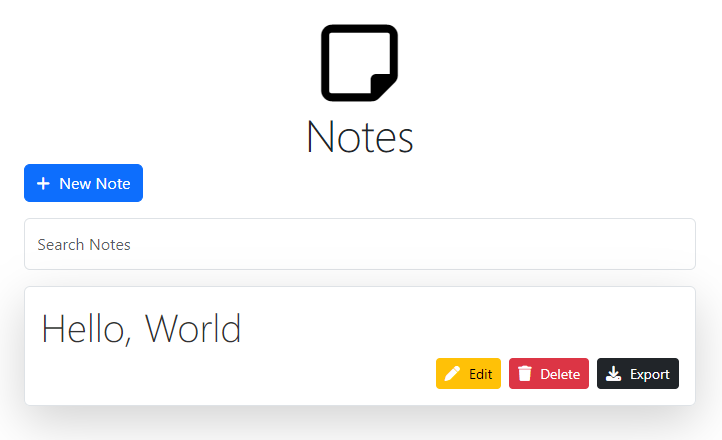 Notes
New Note
Search Notes
Hello, World
Edit Delete Export